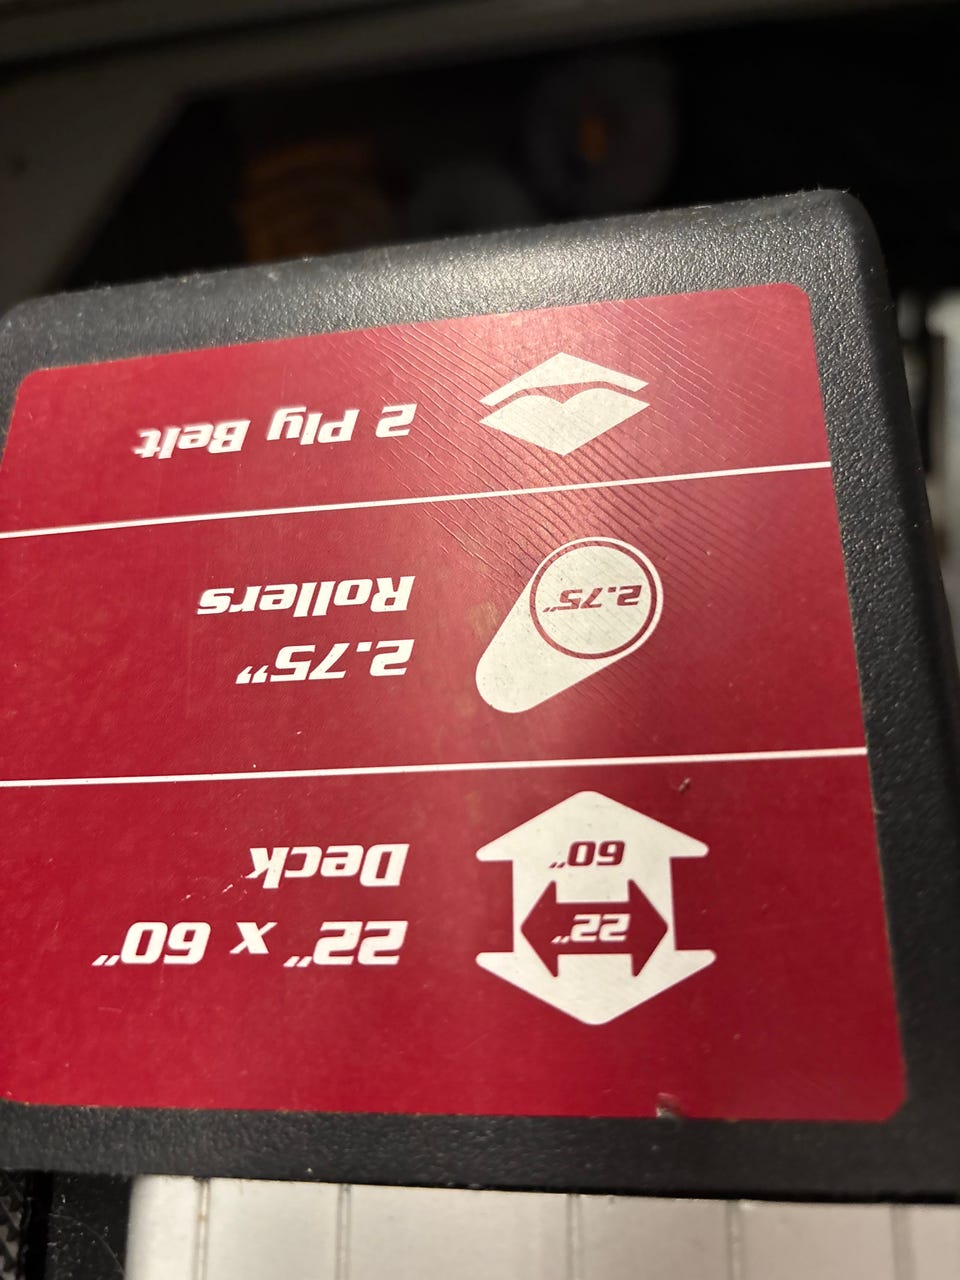 22" x 60"
Deck
60"
22"
2.75"
Rollers
2.75"
2 Ply Belt